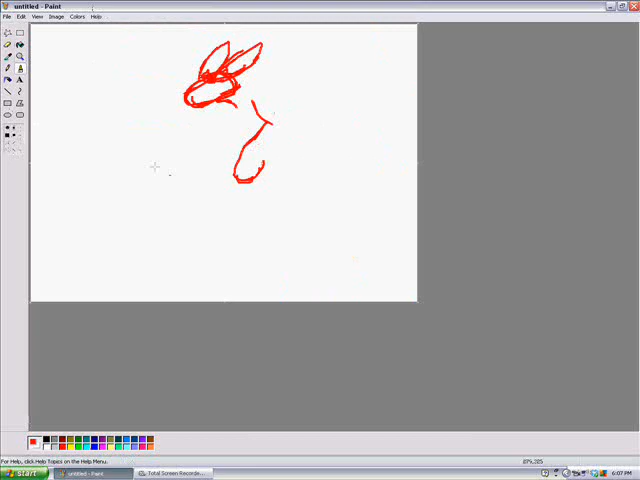 untitled - Paint
File Edit View Image Colors Help
A
For Help, click Help Topics on the Help Menu.
start
untitled - Paint
Total Screen Recorde...
6:07 PM